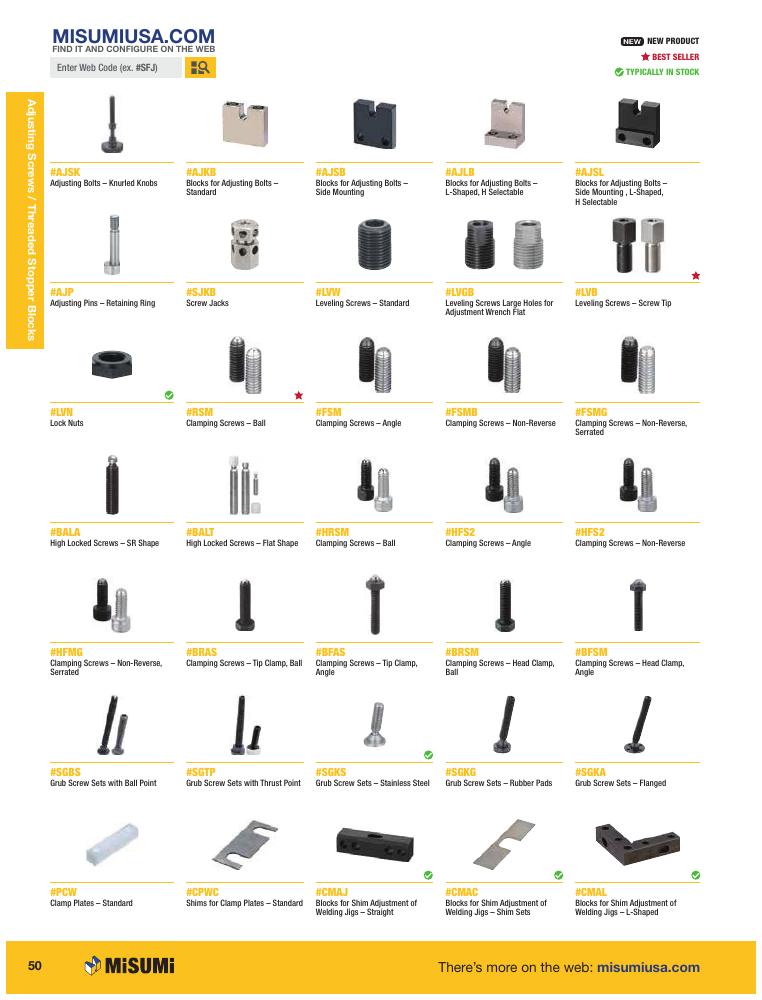 MISUMIUSA.COM
FIND IT AND CONFIGURE ON THE WEB
Enter Web Code (ex. #SFJ)
NEW NEW PRODUCT
BEST SELLER
TYPICALLY IN STOCK
Adjusting Screws / Threaded Stopper Blocks
#AJSK
Adjusting Bolts – Knurled Knobs
#AJKB
Blocks for Adjusting Bolts –
Standard
#AJSB
Blocks for Adjusting Bolts –
Side Mounting
#AJLB
Blocks for Adjusting Bolts –
L-Shaped, H Selectable
#AJSL
Blocks for Adjusting Bolts –
Side Mounting , L-Shaped,
H Selectable
#AJP
Adjusting Pins – Retaining Ring
#SJKB
Screw Jacks
#LVW
Leveling Screws – Standard
#LVGB
Leveling Screws Large Holes for
Adjustment Wrench Flat
#LVB
Leveling Screws – Screw Tip
#LVN
Lock Nuts
#RSM
Clamping Screws – Ball
#FSM
Clamping Screws – Angle
#FSMB
Clamping Screws – Non-Reverse
#FSMG
Clamping Screws – Non-Reverse,
Serrated
#BALA
High Locked Screws – SR Shape
#BALT
High Locked Screws – Flat Shape
#HRSM
Clamping Screws – Ball
#HFS2
Clamping Screws – Angle
#HFS2
Clamping Screws – Non-Reverse
#HFMG
Clamping Screws – Non-Reverse,
Serrated
#BRAS
Clamping Screws – Tip Clamp, Ball
#BFAS
Clamping Screws – Tip Clamp,
Angle
#BRSM
Clamping Screws – Head Clamp,
Ball
#BFSM
Clamping Screws – Head Clamp,
Angle
#SGBS
Grub Screw Sets with Ball Point
#SGTP
Grub Screw Sets with Thrust Point
#SGKS
Grub Screw Sets – Stainless Steel
#SGKG
Grub Screw Sets – Rubber Pads
#SGKA
Grub Screw Sets – Flanged
#PCW
Clamp Plates – Standard
#CPWC
Shims for Clamp Plates – Standard
#CMAJ
Blocks for Shim Adjustment of
Welding Jigs – Straight
#CMAC
Blocks for Shim Adjustment of
Welding Jigs – Shim Sets
#CMAL
Blocks for Shim Adjustment of
Welding Jigs – L-Shaped
50
MiSUMi
There's more on the web: misumiusa.com